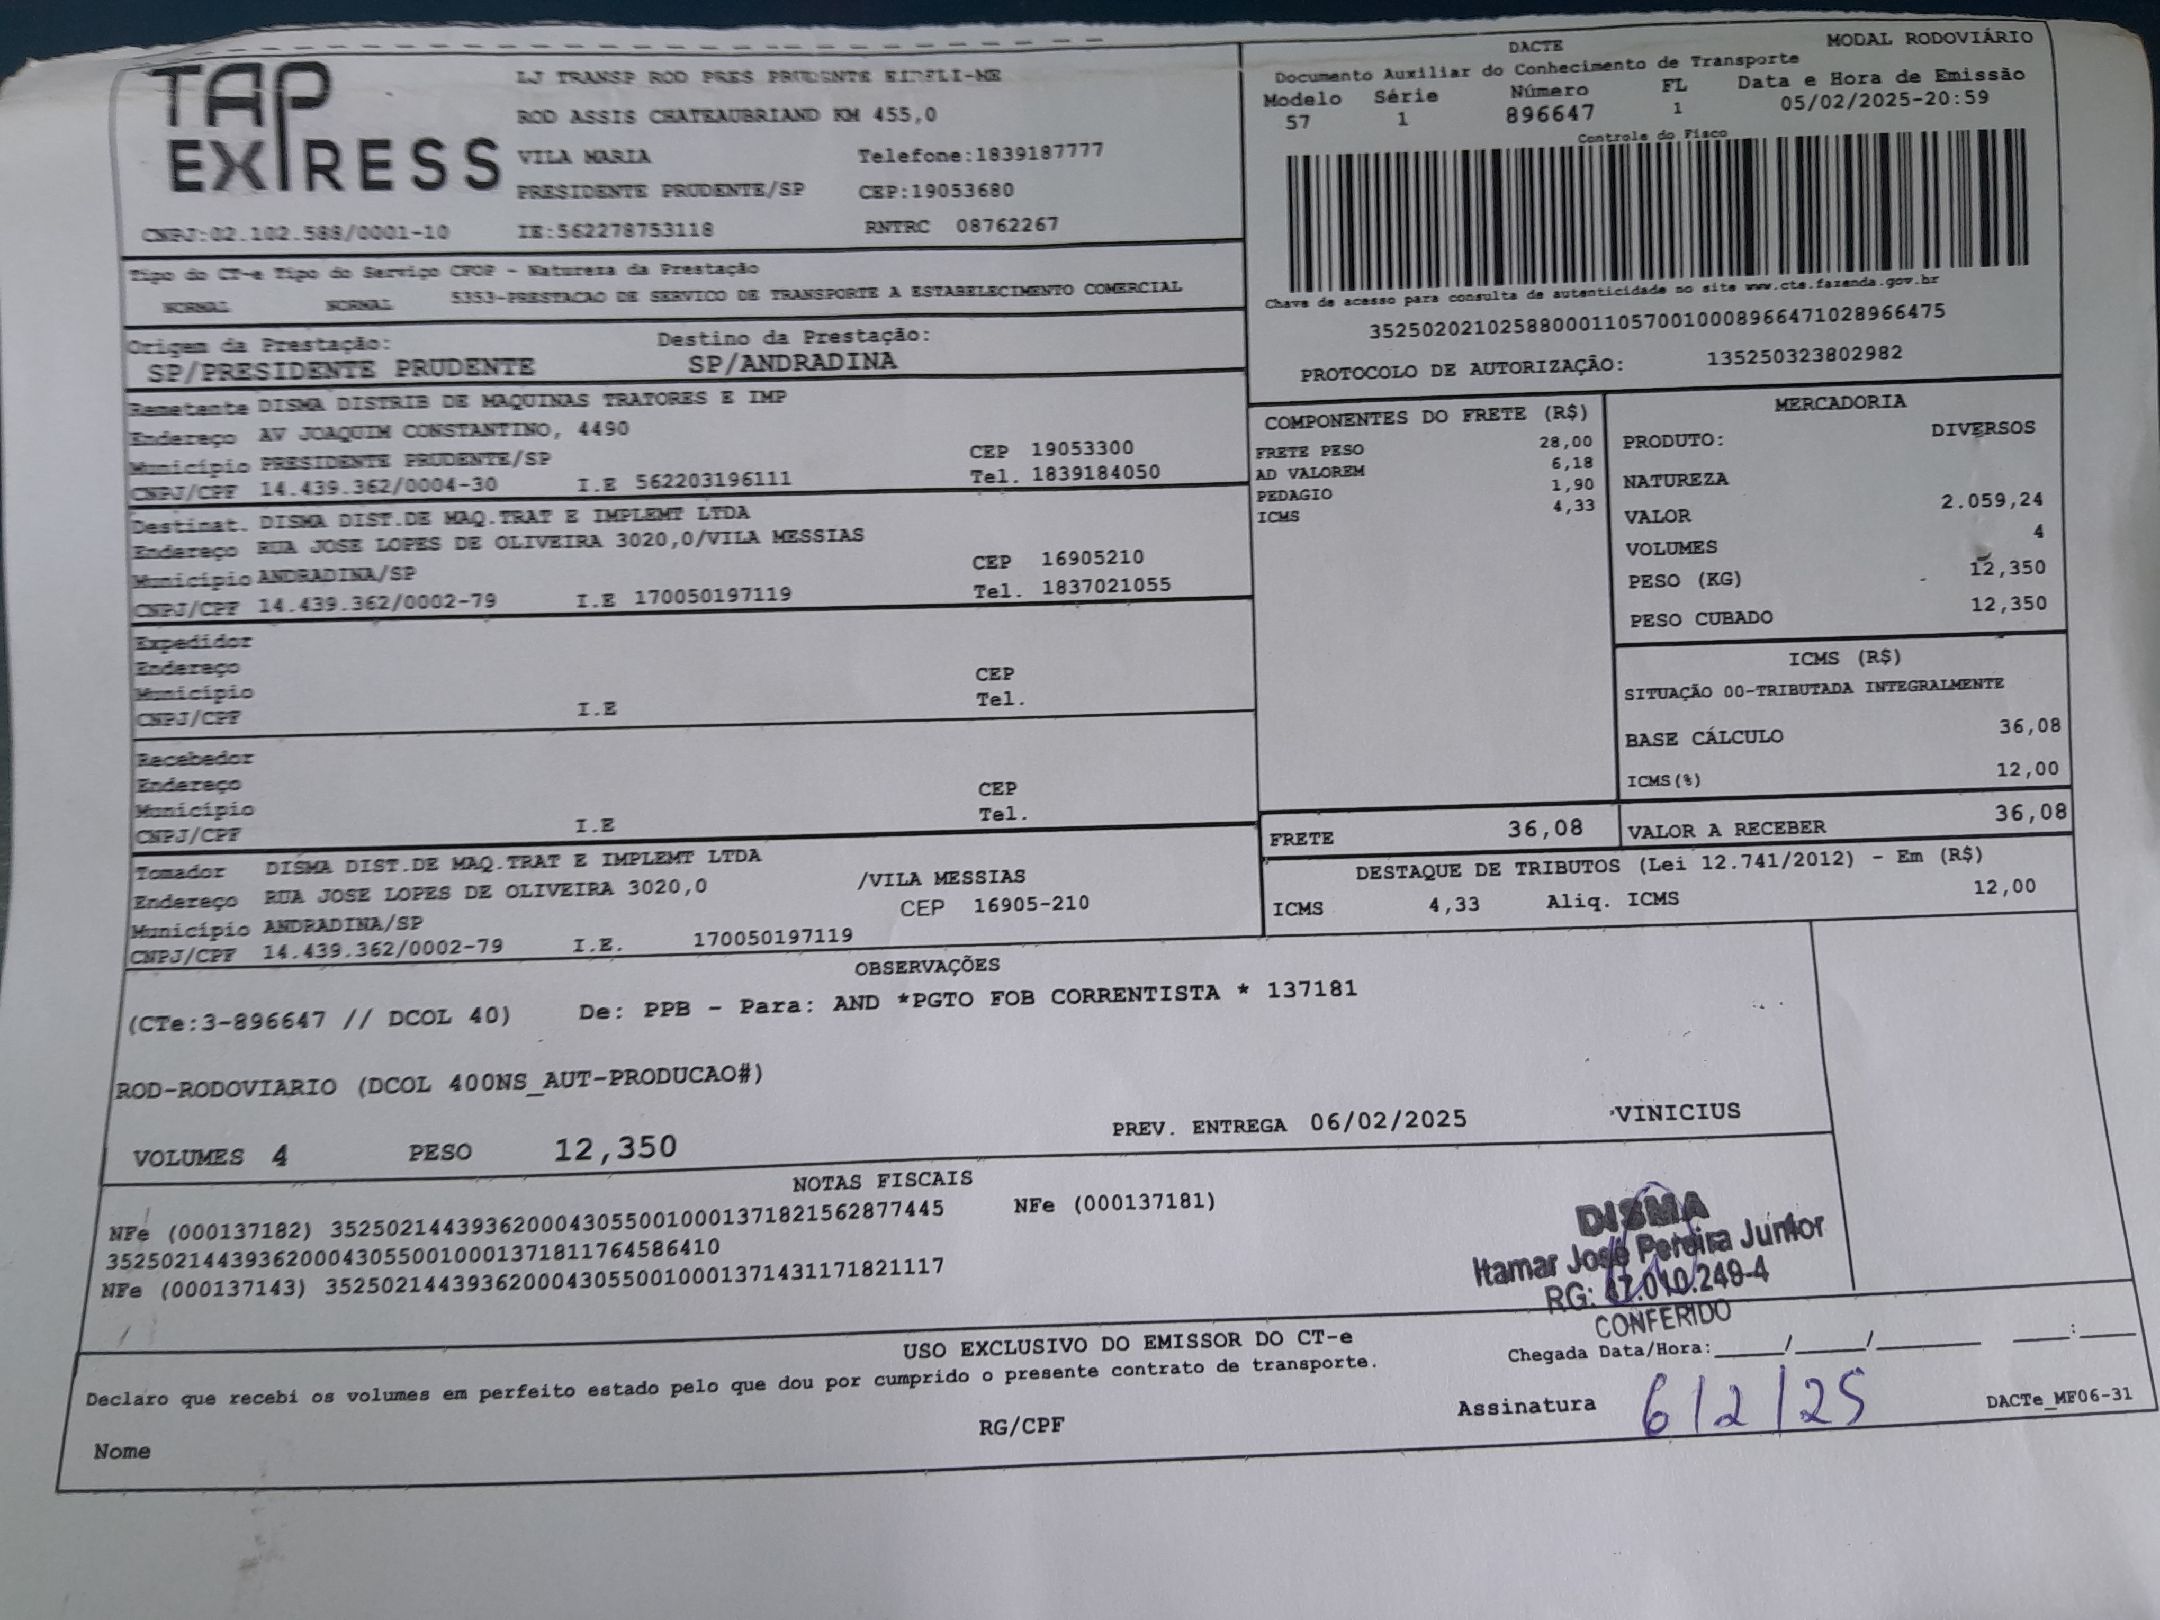 TAP EXPRESS
LJ TRANSP ROD PRES PRUDENTE EIRELI-ME
ROD ASSIS CHATEAUBRIAND KM 455,0
VILA MARIA Telefone:1839187777
PRESIDENTE PRUDENTE/SP CEP:19053680
CNPJ:02.102.588/0001-10 IE:562278753118 RNTRC 08762267
DACTE MODAL RODOVIÁRIO
Documento Auxiliar do Conhecimento de Transporte
Modelo Série Número FL Data e Hora de Emissão
57 1 896647 1 05/02/2025-20:59
Controle do Fisco
Chave de acesso para consulta de autenticidade no site www.cte.fazenda.gov.br
35250202102588000110570010008966471028966475
PROTOCOLO DE AUTORIZAÇÃO: 135250323802982
Tipo do CT-e Tipo do Serviço CFOP - Natureza da Prestação
NORMAL NORMAL 5353-PRESTACAO DE SERVICO DE TRANSPORTE A ESTABELECIMENTO COMERCIAL
Origem da Prestação: Destino da Prestação:
SP/PRESIDENTE PRUDENTE SP/ANDRADINA
Remetente DISMA DISTRIB DE MAQUINAS TRATORES E IMP
Endereço AV JOAQUIM CONSTANTINO, 4490
Município PRESIDENTE PRUDENTE/SP CEP 19053300
CNPJ/CPF 14.439.362/0004-30 I.E 562203196111 Tel. 1839184050
Destinat. DISMA DIST.DE MAQ.TRAT E IMPLEMT LTDA
Endereço RUA JOSE LOPES DE OLIVEIRA 3020,0/VILA MESSIAS
Município ANDRADINA/SP CEP 16905210
CNPJ/CPF 14.439.362/0002-79 I.E 170050197119 Tel. 1837021055
Expedidor
Endereço
Município CEP
CNPJ/CPF I.E Tel.
Recebedor
Endereço
Município CEP
CNPJ/CPF I.E Tel.
Tomador DISMA DIST.DE MAQ.TRAT E IMPLEMT LTDA
Endereço RUA JOSE LOPES DE OLIVEIRA 3020,0 /VILA MESSIAS
Município ANDRADINA/SP CEP 16905-210
CNPJ/CPF 14.439.362/0002-79 I.E. 170050197119
COMPONENTES DO FRETE (R$)
FRETE PESO 28,00
AD VALOREM 6,18
PEDAGIO 1,90
ICMS 4,33
MERCADORIA
PRODUTO: DIVERSOS
NATUREZA
VALOR 2.059,24
VOLUMES 4
PESO (KG) 12,350
PESO CUBADO 12,350
ICMS (R$)
SITUAÇÃO 00-TRIBUTADA INTEGRALMENTE
BASE CÁLCULO 36,08
ICMS(%) 12,00
FRETE 36,08 VALOR A RECEBER 36,08
DESTAQUE DE TRIBUTOS (Lei 12.741/2012) - Em (R$)
ICMS 4,33 Aliq. ICMS 12,00
OBSERVAÇÕES
(CTe:3-896647 // DCOL 40) De: PPB - Para: AND *PGTO FOB CORRENTISTA * 137181
ROD-RODOVIARIO (DCOL 400NS_AUT-PRODUCAO#)
VOLUMES 4 PESO 12,350 PREV. ENTREGA 06/02/2025 VINICIUS
NOTAS FISCAIS
NFe (000137182) 35250214439362000430550010001371821562877445 NFe (000137181)
35250214439362000430550010001371811764586410
NFe (000137143) 35250214439362000430550010001371431171821117
DISMA
Itamar José Pereira Junior
RG: 47.010.249-4
CONFERIDO
USO EXCLUSIVO DO EMISSOR DO CT-e
Chegada Data/Hora:_____/_____/_______ ____:____
Declaro que recebi os volumes em perfeito estado pelo que dou por cumprido o presente contrato de transporte.
Assinatura 6/2/25 DACTe_MF06-31
Nome RG/CPF